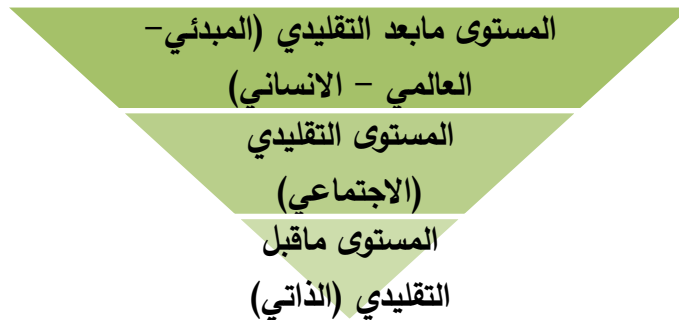 المستوى مابعد التقليدي (المبدئي-
العالمي - الانساني)
المستوى التقليدي
(الاجتماعي)
المستوى ماقبل
التقليدي (الذاتي)